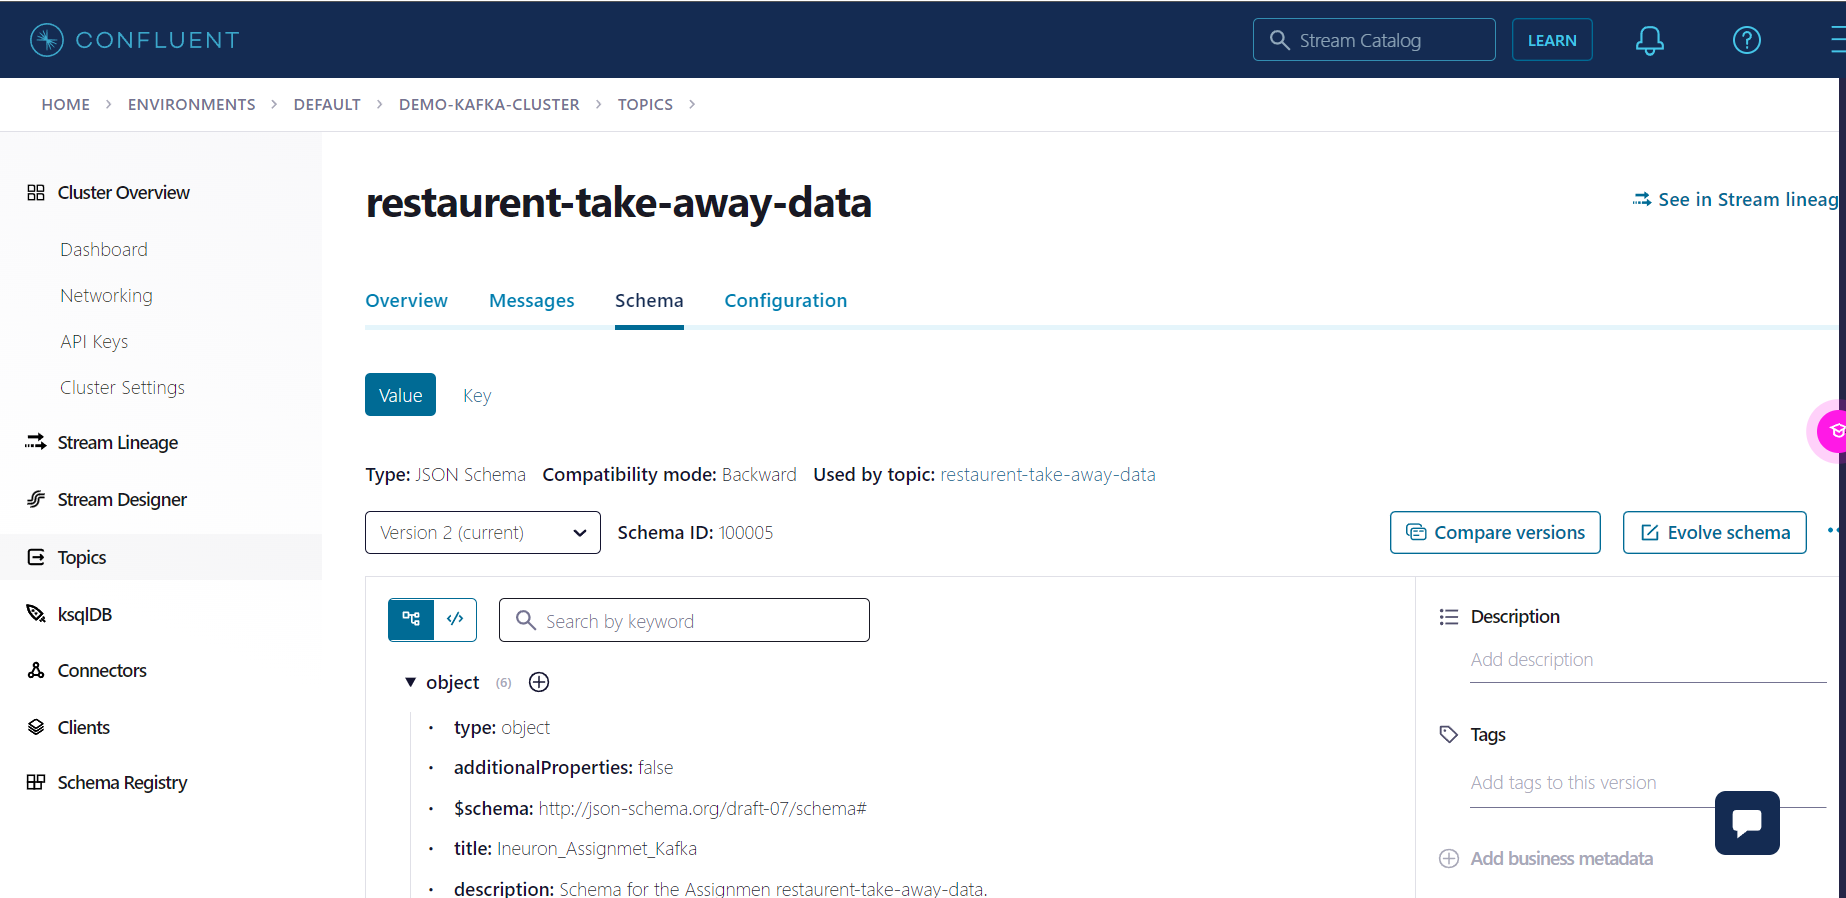 CONFLUENT
Stream Catalog
LEARN
HOME > ENVIRONMENTS > DEFAULT > DEMO-KAFKA-CLUSTER > TOPICS >
Cluster Overview
Dashboard
Networking
API Keys
Cluster Settings
Stream Lineage
Stream Designer
Topics
ksqlDB
Connectors
Clients
Schema Registry
restaurent-take-away-data
See in Stream lineag
Overview Messages Schema Configuration
Value Key
Type: JSON Schema Compatibility mode: Backward Used by topic: restaurent-take-away-data
Version 2 (current) Schema ID: 100005
Compare versions Evolve schema
Search by keyword
object (6)
type: object
additionalProperties: false
$schema: http://json-schema.org/draft-07/schema#
title: Ineuron_Assignmet_Kafka
description: Schema for the Assignmen restaurent-take-away-data.
Description
Add description
Tags
Add tags to this version
Add business metadata